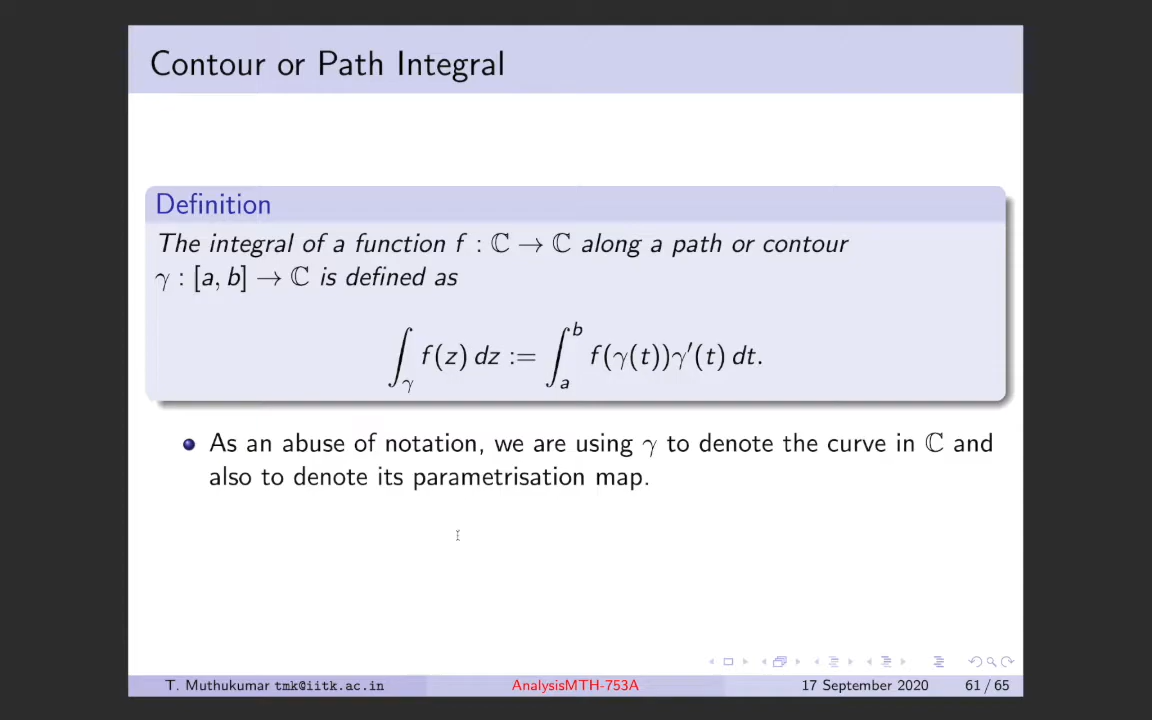 Contour or Path Integral
Definition
The integral of a function f : ℂ → ℂ along a path or contour
γ : [a, b] → ℂ is defined as
∫_γ f(z) dz := ∫_a^b f(γ(t))γ′(t) dt.
As an abuse of notation, we are using γ to denote the curve in ℂ and
also to denote its parametrisation map.
T. Muthukumar tmk@iitk.ac.in AnalysisMTH-753A 17 September 2020 61 / 65